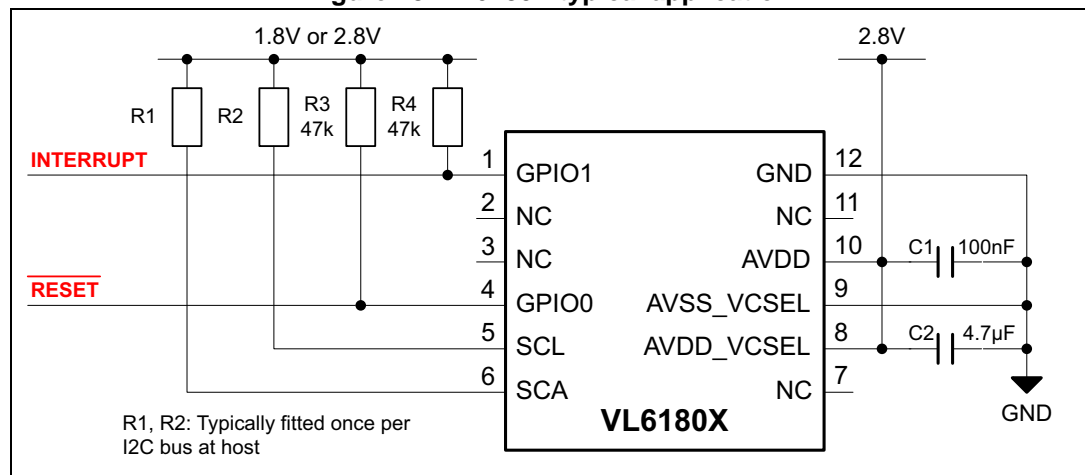 1.8V or 2.8V
2.8V
R1
R2
R3
47k
R4
47k
INTERRUPT
RESET
1 GPIO1
2 NC
3 NC
4 GPIO0
5 SCL
6 SCA
GND 12
NC 11
AVDD 10
AVSS_VCSEL 9
AVDD_VCSEL 8
NC 7
C1 100nF
C2 4.7µF
GND
VL6180X
R1, R2: Typically fitted once per
I2C bus at host